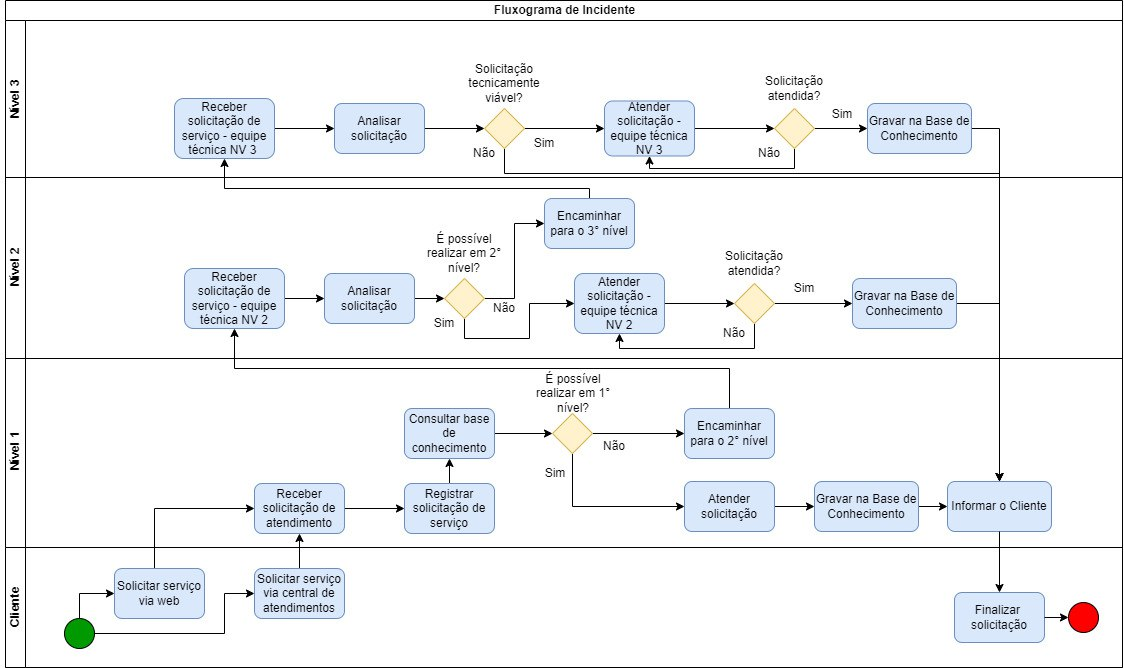 Fluxograma de Incidente
Nível 3
Solicitação
tecnicamente
viável?
Solicitação
atendida?
Receber
solicitação de
serviço - equipe
técnica NV 3
Analisar
solicitação
Não
Sim
Atender
solicitação -
equipe técnica
NV 3
Não
Sim
Gravar na Base de
Conhecimento
Nível 2
Encaminhar
para o 3° nível
É possível
realizar em 2°
nível?
Solicitação
atendida?
Receber
solicitação de
serviço - equipe
técnica NV 2
Analisar
solicitação
Não
Sim
Atender
solicitação -
equipe técnica
NV 2
Sim
Não
Gravar na Base de
Conhecimento
Nível 1
É possível
realizar em 1°
nível?
Consultar base
de
conhecimento
Não
Encaminhar
para o 2° nível
Sim
Receber
solicitação de
atendimento
Registrar
solicitação de
serviço
Atender
solicitação
Gravar na Base de
Conhecimento
Informar o Cliente
Cliente
Solicitar serviço
via web
Solicitar serviço
via central de
atendimentos
Finalizar
solicitação